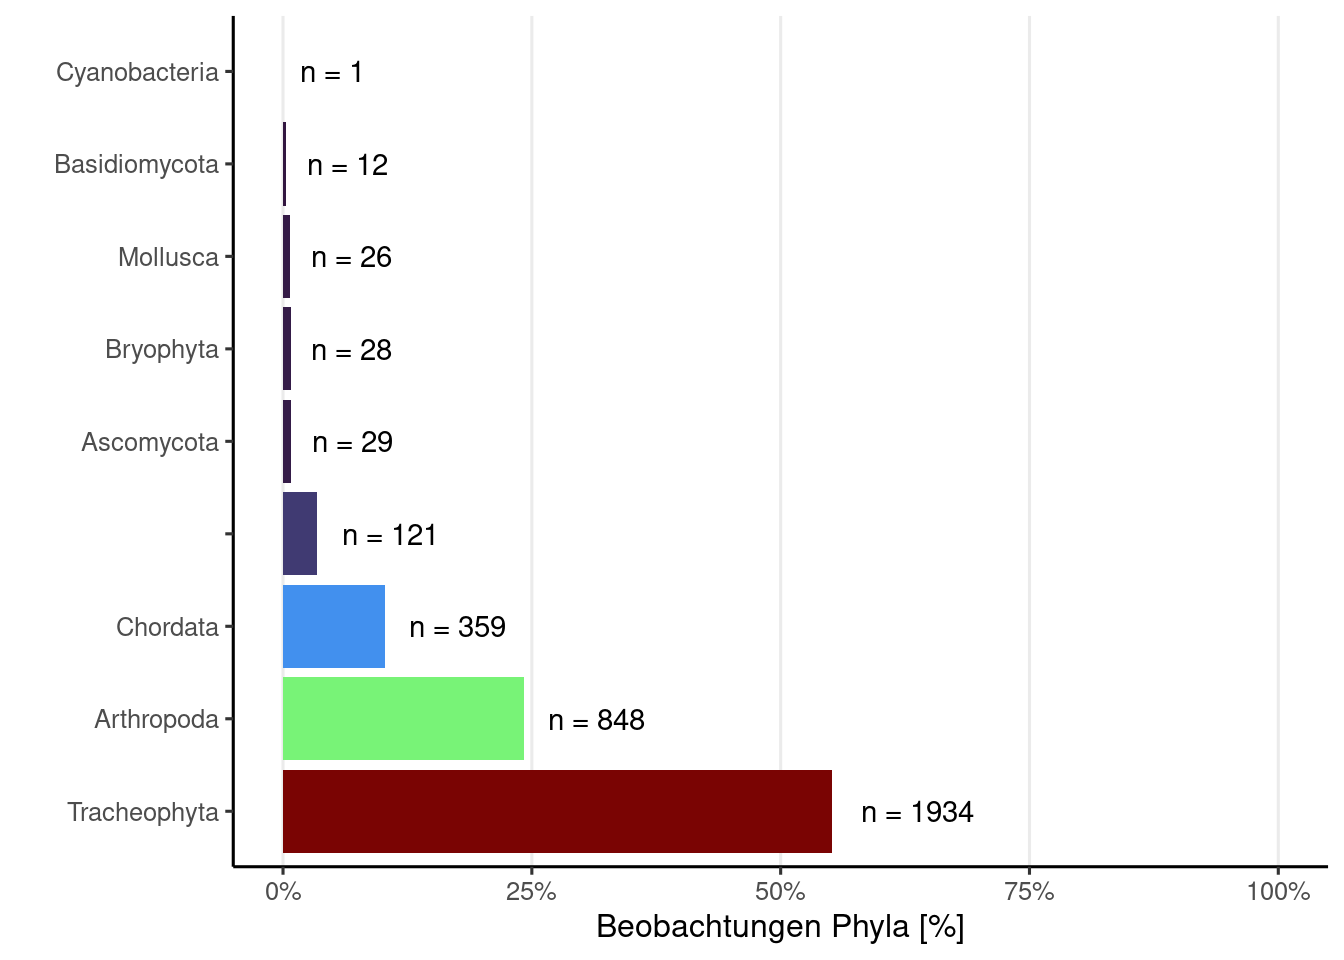 Cyanobacteria n = 1
Basidiomycota n = 12
Mollusca n = 26
Bryophyta n = 28
Ascomycota n = 29
n = 121
Chordata n = 359
Arthropoda n = 848
Tracheophyta n = 1934
0% 25% 50% 75% 100%
Beobachtungen Phyla [%]